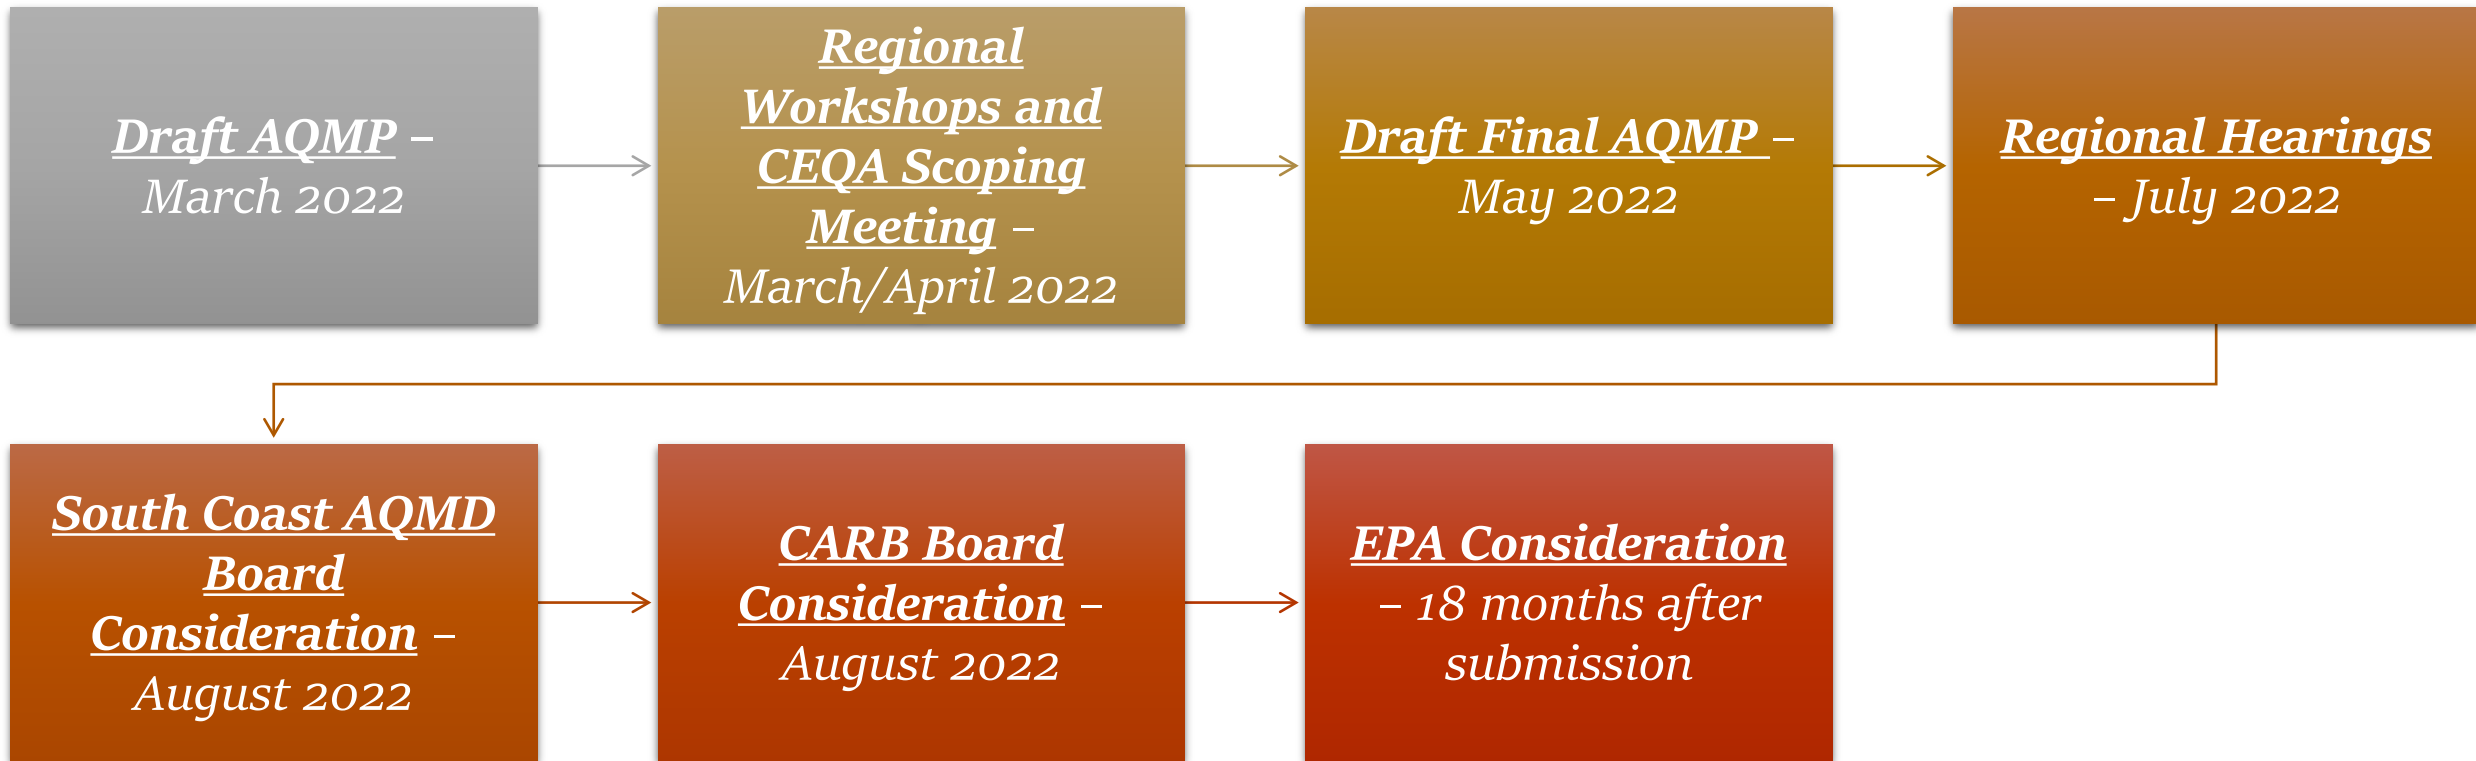 Draft AQMP –
March 2022
Regional
Workshops and
CEQA Scoping
Meeting –
March/April 2022
Draft Final AQMP –
May 2022
Regional Hearings
– July 2022
South Coast AQMD
Board
Consideration –
August 2022
CARB Board
Consideration –
August 2022
EPA Consideration
– 18 months after
submission